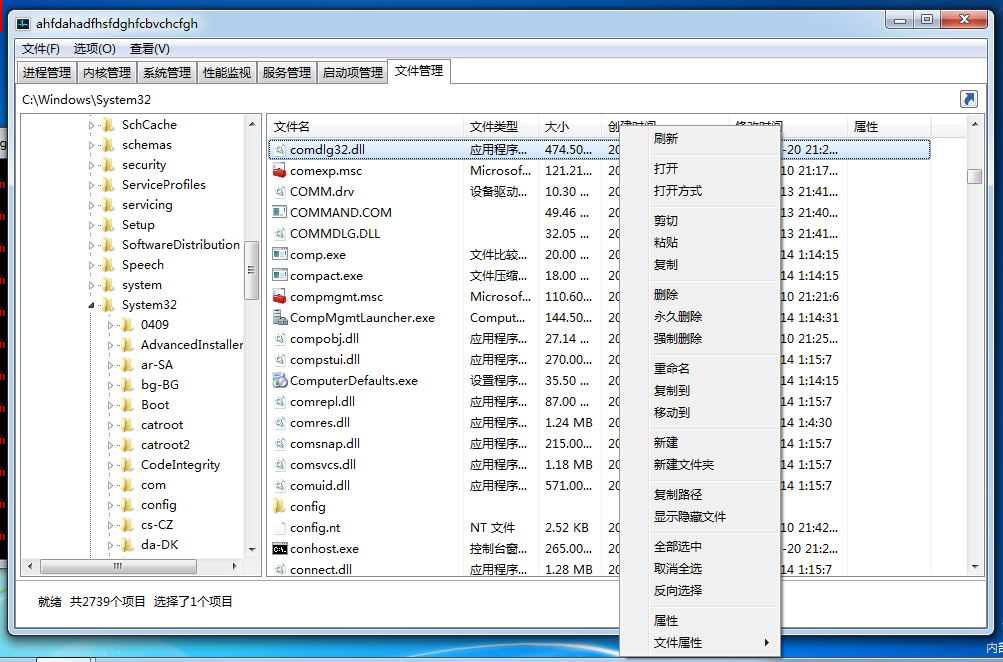 ahfdahadfhsfdghfcbvchcfgh
文件(F) 选项(O) 查看(V)
进程管理 内核管理 系统管理 性能监视 服务管理 启动项管理 文件管理
C:\Windows\System32
SchCache
schemas
security
ServiceProfiles
servicing
Setup
SoftwareDistribution
Speech
system
System32
0409
AdvancedInstaller
ar-SA
bg-BG
Boot
catroot
catroot2
CodeIntegrity
com
config
cs-CZ
da-DK
文件名 文件类型 大小 创建时间 修改时间 属性
comdlg32.dll 应用程序... 474.50... 20 -20 21:2...
comexp.msc Microsof... 121.21... 20 10 21:17...
COMM.drv 设备驱动... 10.30 ... 20 13 21:41...
COMMAND.COM 49.46 ... 20 13 21:40...
COMMDLG.DLL 32.05 ... 20 13 21:41...
comp.exe 文件比较... 20.00 ... 20 14 1:14:15
compact.exe 文件压缩... 18.00 ... 20 14 1:14:15
compmgmt.msc Microsof... 110.60... 20 10 21:21:6
CompMgmtLauncher.exe Comput... 144.50... 20 14 1:14:31
compobj.dll 应用程序... 27.14 ... 20 10 21:25...
compstui.dll 应用程序... 270.00... 20 14 1:15:7
ComputerDefaults.exe 设置程序... 35.50 ... 20 14 1:14:15
comrepl.dll 应用程序... 87.00 ... 20 14 1:15:7
comres.dll 应用程序... 1.24 MB 20 14 1:4:30
comsnap.dll 应用程序... 215.00... 20 14 1:15:7
comsvcs.dll 应用程序... 1.18 MB 20 14 1:15:7
comuid.dll 应用程序... 571.00... 20 14 1:15:7
config
config.nt NT 文件 2.52 KB 20 10 21:42...
conhost.exe 控制台窗... 265.00... 20 -20 21:2...
connect.dll 应用程序... 1.28 MB 20 14 1:15:7
刷新
打开
打开方式
剪切
粘贴
复制
删除
永久删除
强制删除
重命名
复制到
移动到
新建
新建文件夹
复制路径
显示隐藏文件
全部选中
取消全选
反向选择
属性
文件属性
就绪 共2739个项目 选择了1个项目